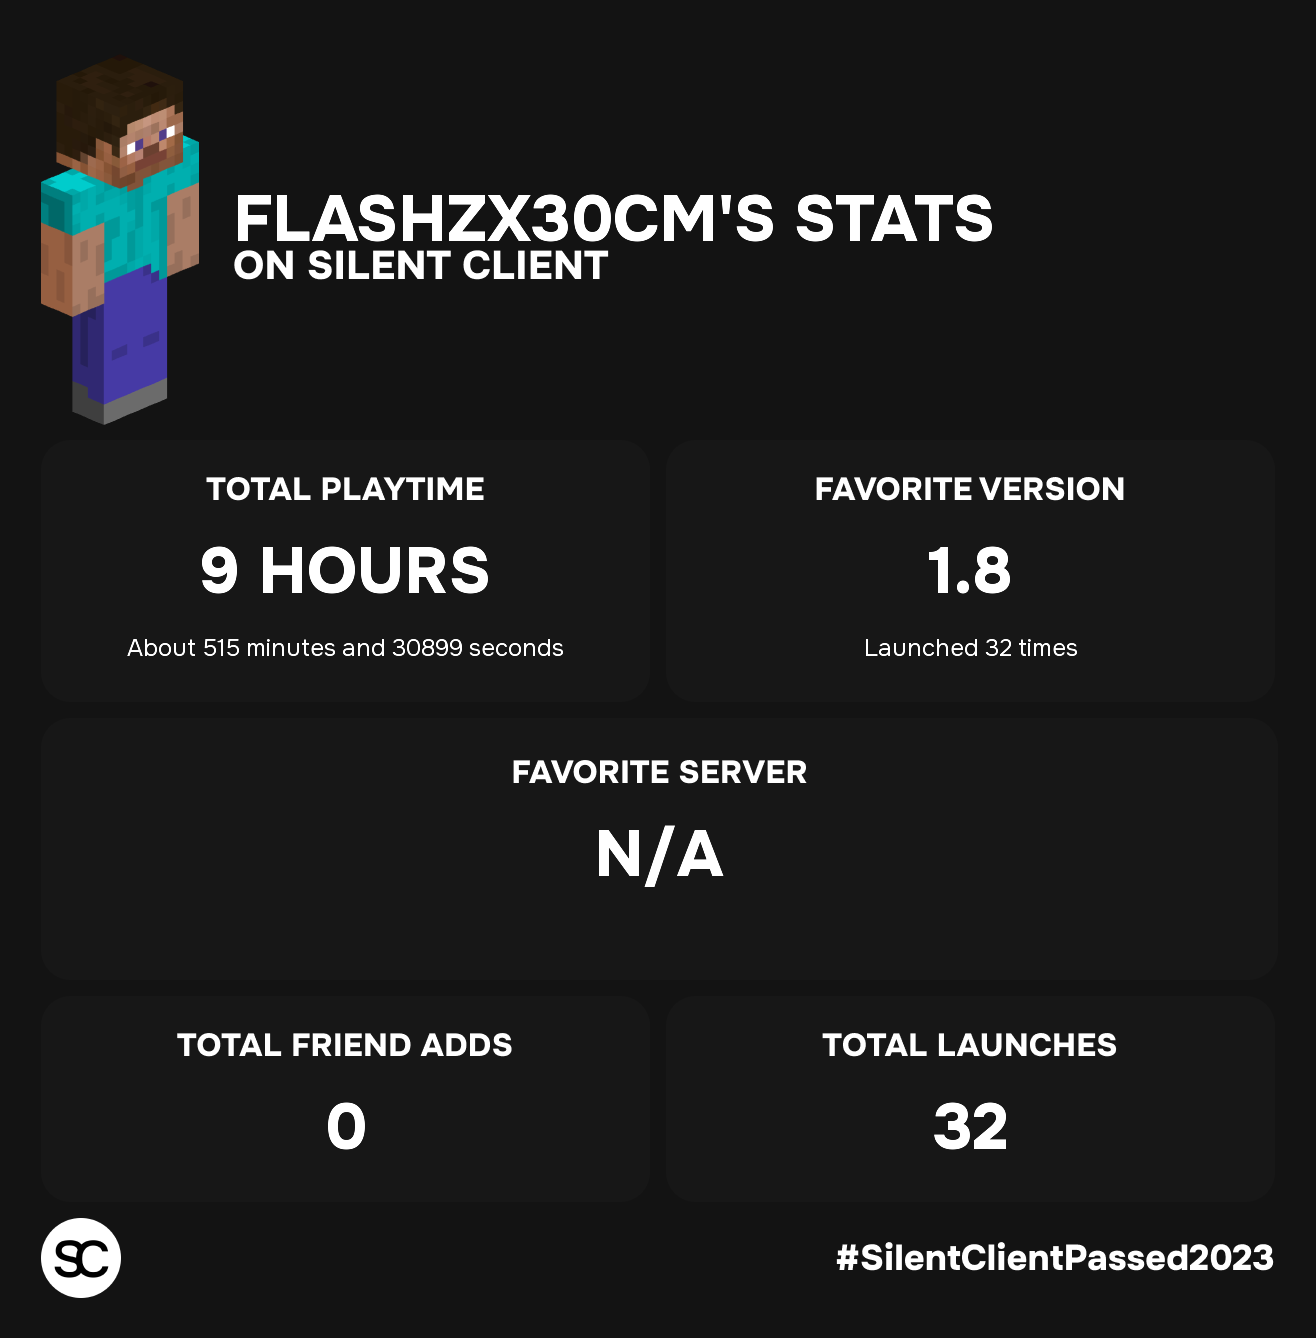 FLASHZX30CM'S STATS
ON SILENT CLIENT
TOTAL PLAYTIME
9 HOURS
About 515 minutes and 30899 seconds
FAVORITE VERSION
1.8
Launched 32 times
FAVORITE SERVER
N/A
TOTAL FRIEND ADDS
0
TOTAL LAUNCHES
32
SC
#SilentClientPassed2023